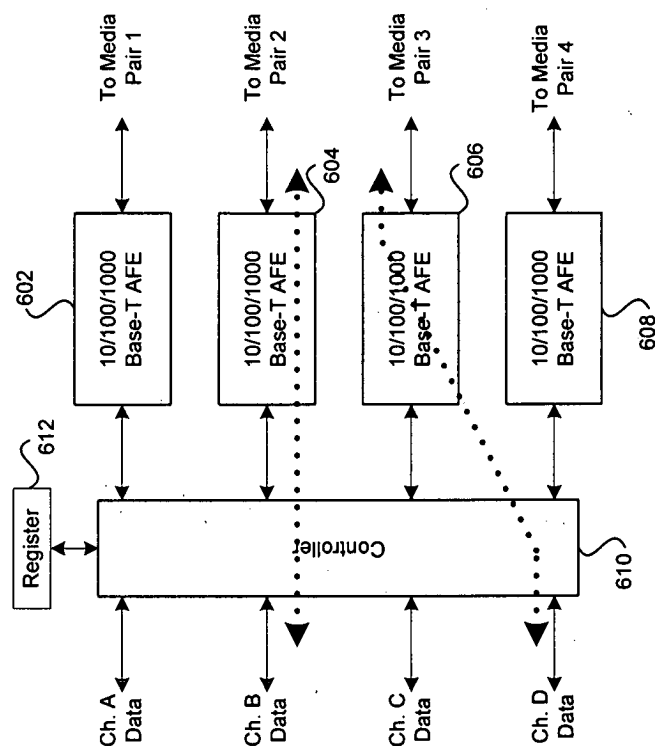 Register
612
602
Ch. A
Data
10/100/1000
Base-T AFE
To Media
Pair 1
Ch. B
Data
10/100/1000
Base-T AFE
To Media
Pair 2
604
Controller
Ch. C
Data
10/100/1000
Base-T AFE
To Media
Pair 3
606
Ch. D
Data
10/100/1000
Base-T AFE
To Media
Pair 4
608
610